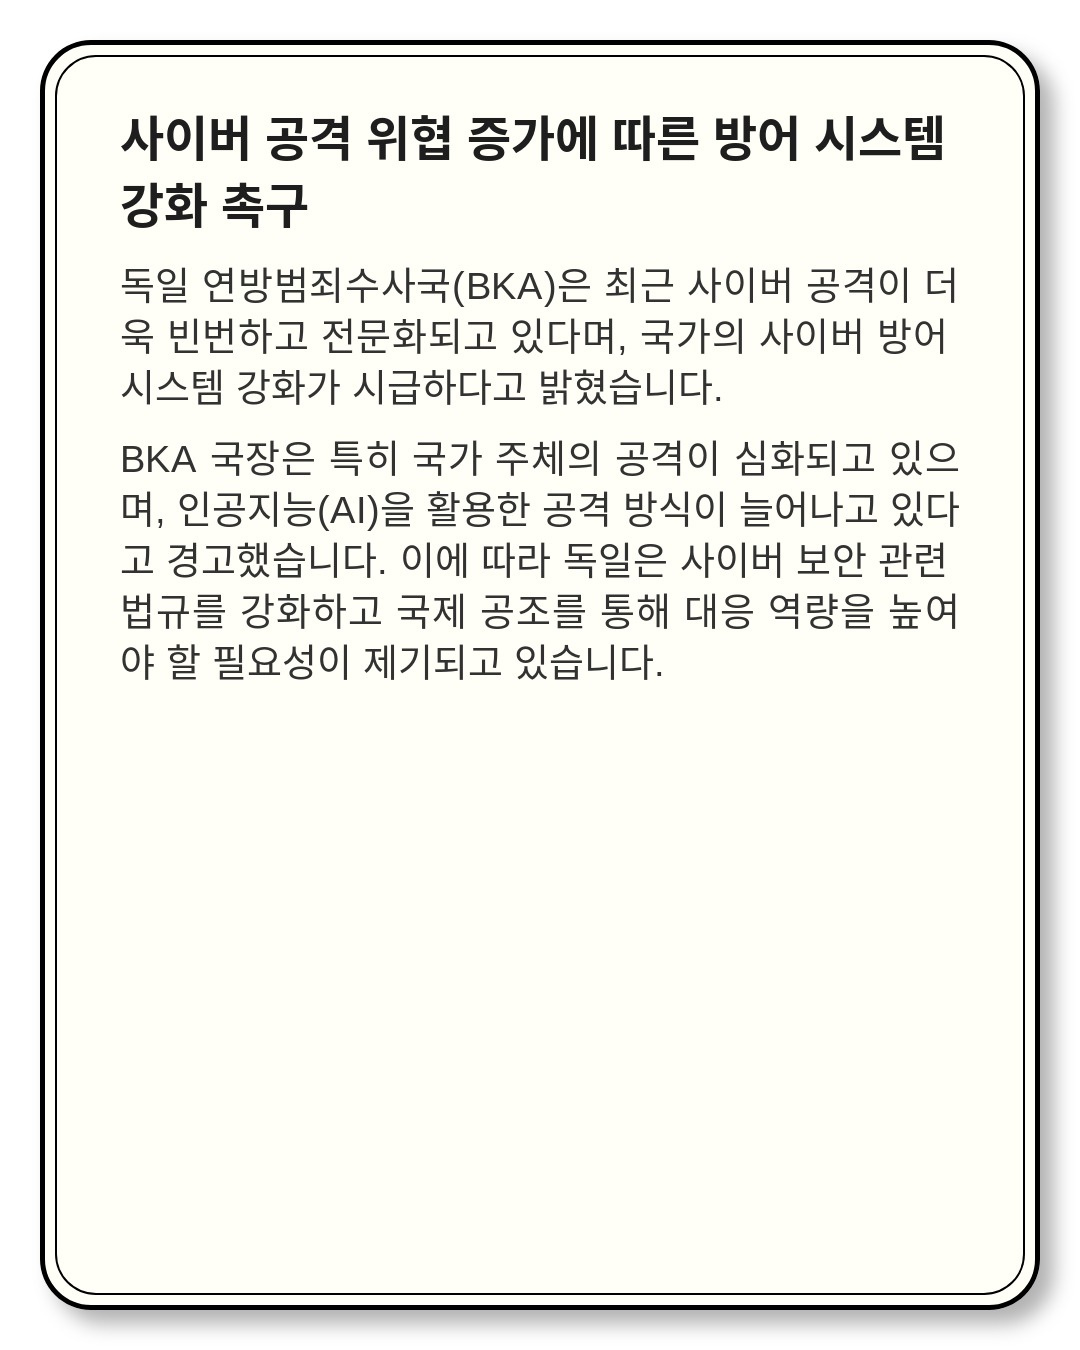 사이버 공격 위협 증가에 따른 방어 시스템
강화 촉구
독일 연방범죄수사국(BKA)은 최근 사이버 공격이 더
욱 빈번하고 전문화되고 있다며, 국가의 사이버 방어
시스템 강화가 시급하다고 밝혔습니다.
BKA 국장은 특히 국가 주체의 공격이 심화되고 있으
며, 인공지능(AI)을 활용한 공격 방식이 늘어나고 있다
고 경고했습니다. 이에 따라 독일은 사이버 보안 관련
법규를 강화하고 국제 공조를 통해 대응 역량을 높여
야 할 필요성이 제기되고 있습니다.